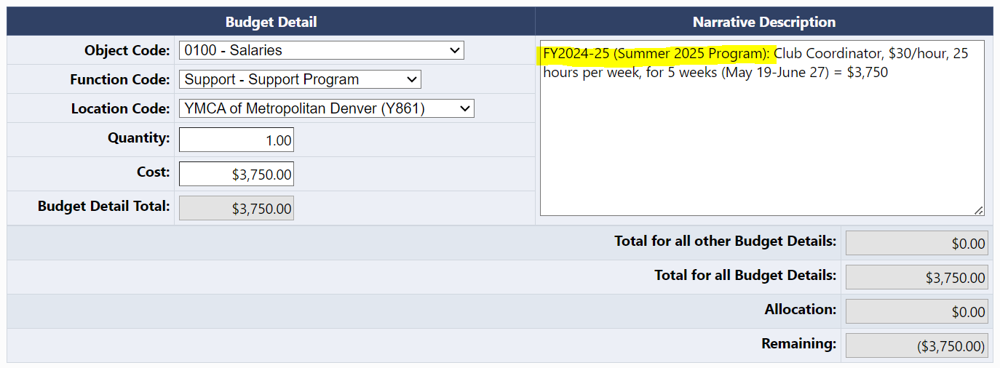 Budget Detail
Narrative Description
Object Code:
0100 - Salaries
Function Code:
Support - Support Program
Location Code:
YMCA of Metropolitan Denver (Y861)
Quantity:
1.00
Cost:
$3,750.00
Budget Detail Total:
$3,750.00
FY2024-25 (Summer 2025 Program): Club Coordinator, $30/hour, 25
hours per week, for 5 weeks (May 19-June 27) = $3,750
Total for all other Budget Details:
$0.00
Total for all Budget Details:
$3,750.00
Allocation:
$0.00
Remaining:
($3,750.00)